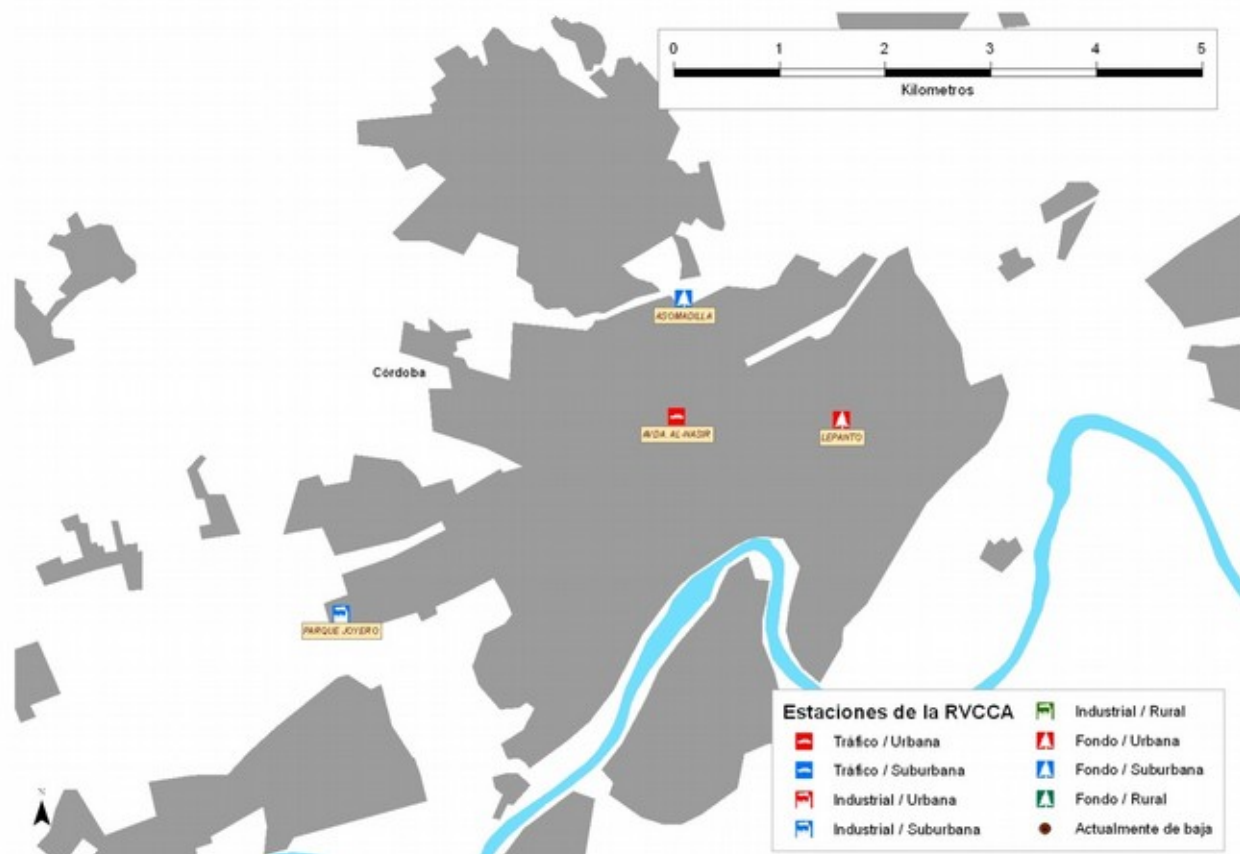 0 1 2 3 4 5
Kilometros
ASOMADILLA
Córdoba
AVDA. AL-NASIR
LEPANTO
PARQUE JOYERO
Estaciones de la RVCCA
Tráfico / Urbana
Tráfico / Suburbana
Industrial / Urbana
Industrial / Suburbana
Industrial / Rural
Fondo / Urbana
Fondo / Suburbana
Fondo / Rural
Actualmente de baja